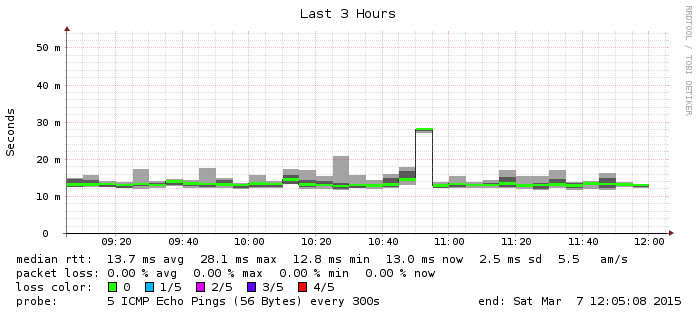 Last 3 Hours
RRDTOOL / TOBI OETIKER
Seconds
50 m
40 m
30 m
20 m
10 m
0
09:20 09:40 10:00 10:20 10:40 11:00 11:20 11:40 12:00
median rtt: 13.7 ms avg 28.1 ms max 12.8 ms min 13.0 ms now 2.5 ms sd 5.5 am/s
packet loss: 0.00 % avg 0.00 % max 0.00 % min 0.00 % now
loss color: 0 1/5 2/5 3/5 4/5
probe: 5 ICMP Echo Pings (56 Bytes) every 300s end: Sat Mar 7 12:05:08 2015